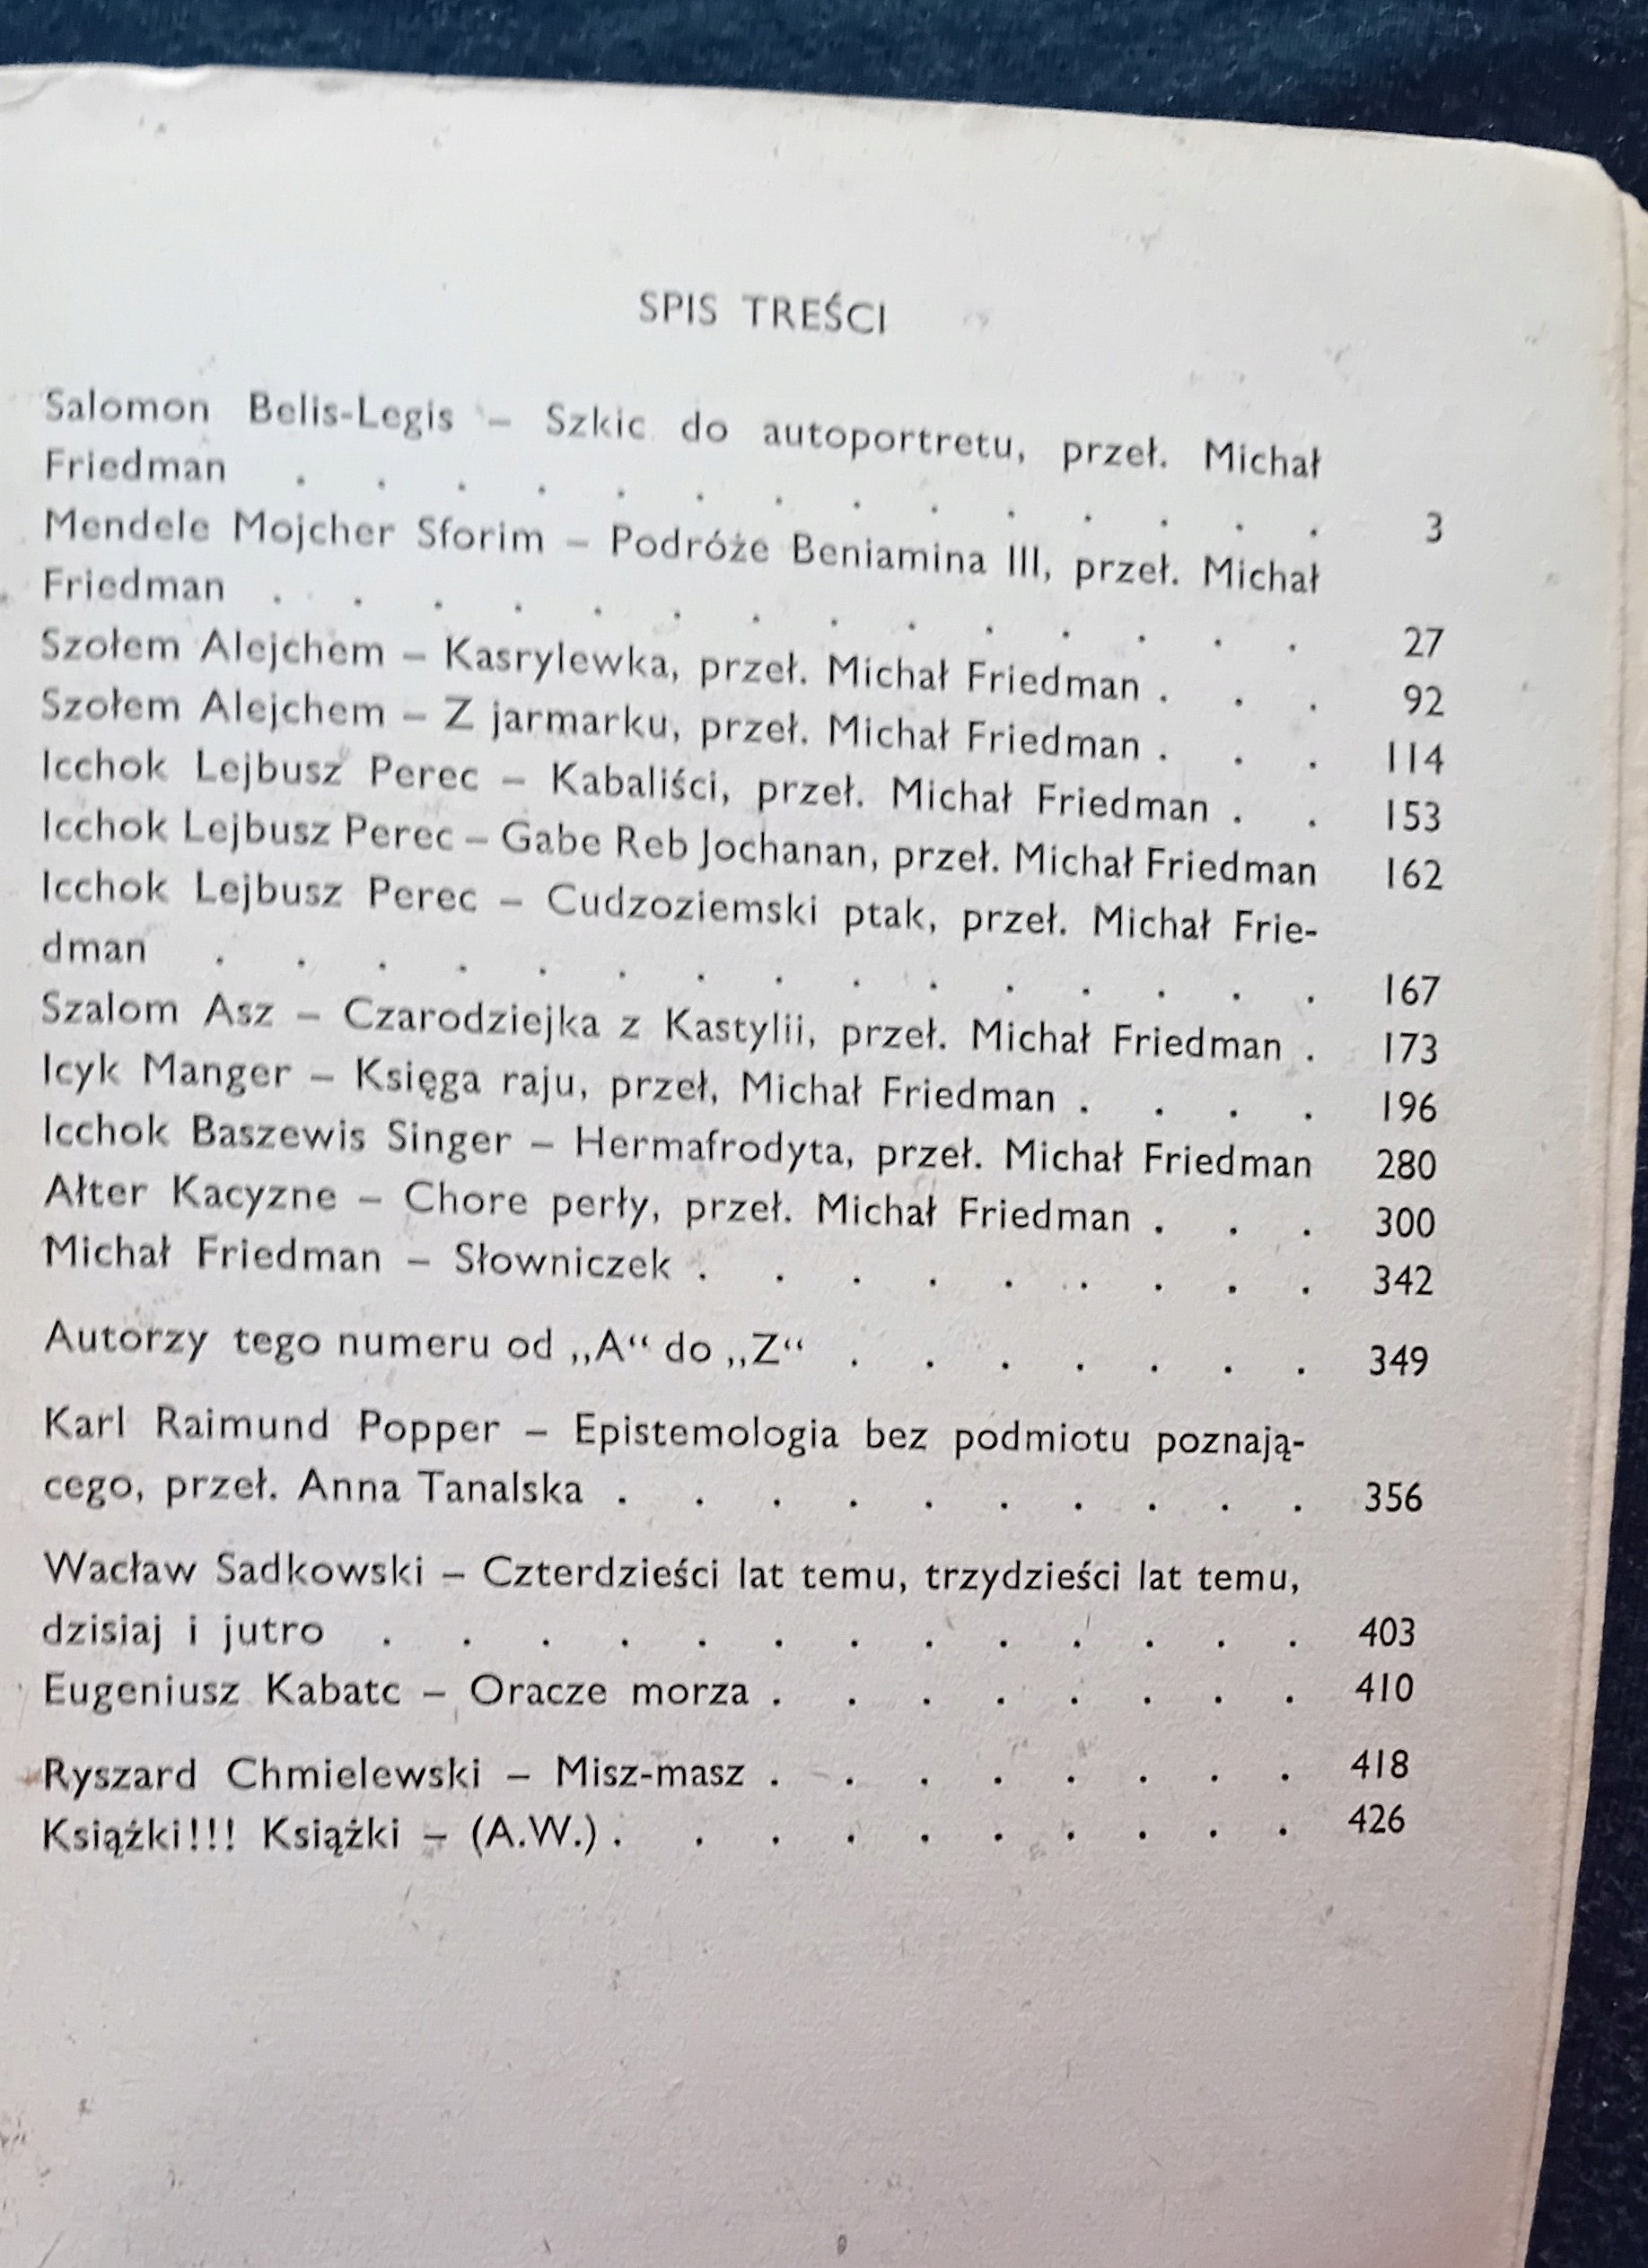 SPIS TREŚCI
Salomon Belis-Legis – Szkic do autoportretu, przeł. Michał
Friedman . . . . . . . . . . . . . . 3
Mendele Mojcher Sforim – Podróże Beniamina III, przeł. Michał
Friedman . . . . . . . . . . . . . . 27
Szołem Alejchem – Kasrylewka, przeł. Michał Friedman . . . 92
Szołem Alejchem – Z jarmarku, przeł. Michał Friedman . . . 114
Icchok Lejbusz Perec – Kabaliści, przeł. Michał Friedman . . 153
Icchok Lejbusz Perec – Gabe Reb Jochanan, przeł. Michał Friedman 162
Icchok Lejbusz Perec – Cudzoziemski ptak, przeł. Michał Frie-
dman . . . . . . . . . . . . . . . 167
Szalom Asz – Czarodziejka z Kastylii, przeł. Michał Friedman . 173
Icyk Manger – Księga raju, przeł, Michał Friedman . . . . 196
Icchok Baszewis Singer – Hermafrodyta, przeł. Michał Friedman 280
Ałter Kacyzne – Chore perły, przeł. Michał Friedman . . . 300
Michał Friedman – Słowniczek . . . . . . . . . 342
Autorzy tego numeru od „A“ do „Z“ . . . . . . . 349
Karl Raimund Popper – Epistemologia bez podmiotu poznają-
cego, przeł. Anna Tanalska . . . . . . . . . . 356
Wacław Sadkowski – Czterdzieści lat temu, trzydzieści lat temu,
dzisiaj i jutro . . . . . . . . . . . . . 403
Eugeniusz Kabatc – Oracze morza . . . . . . . . 410
Ryszard Chmielewski – Misz-masz . . . . . . . . 418
Książki!!! Książki – (A.W.) . . . . . . . . . . 426